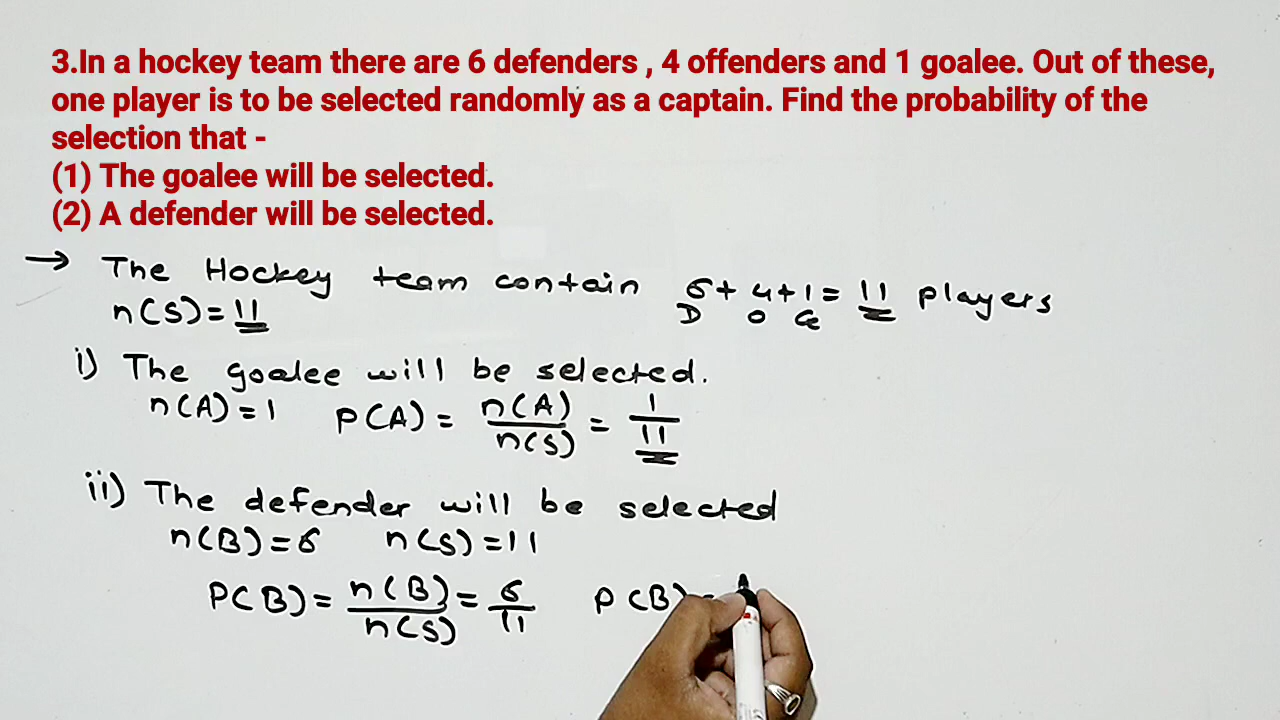 3.In a hockey team there are 6 defenders , 4 offenders and 1 goalee. Out of these,
one player is to be selected randomly as a captain. Find the probability of the
selection that -
(1) The goalee will be selected.
(2) A defender will be selected.
→ The Hockey team contain 6+4+1= 11 players
D O G
n(S)=11
i) The goalee will be selected.
n(A)=1 P(A) = n(A)/n(S) = 1/11
ii) The defender will be selected
n(B)=6 n(S)=11
P(B)= n(B)/n(S) = 6/11 P(B)=